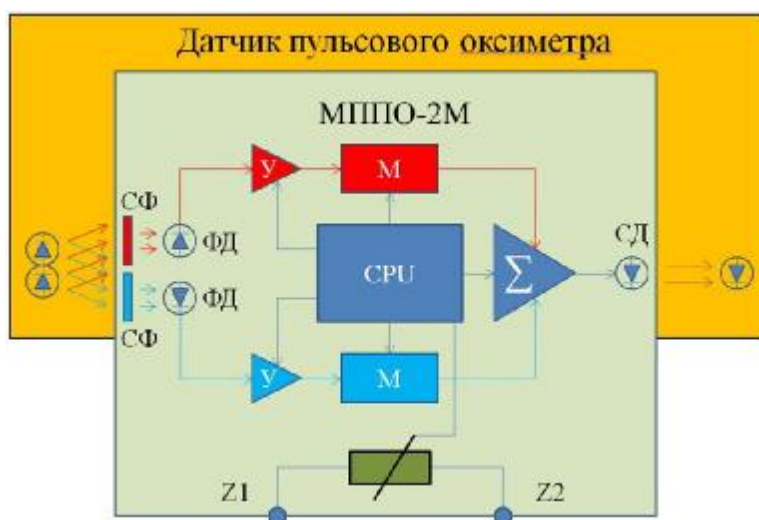 Датчик пульсового оксиметра
МППО-2М
У
М
СФ
ФД
СД
CPU
Σ
ФД
СФ
У
М
Z1
Z2